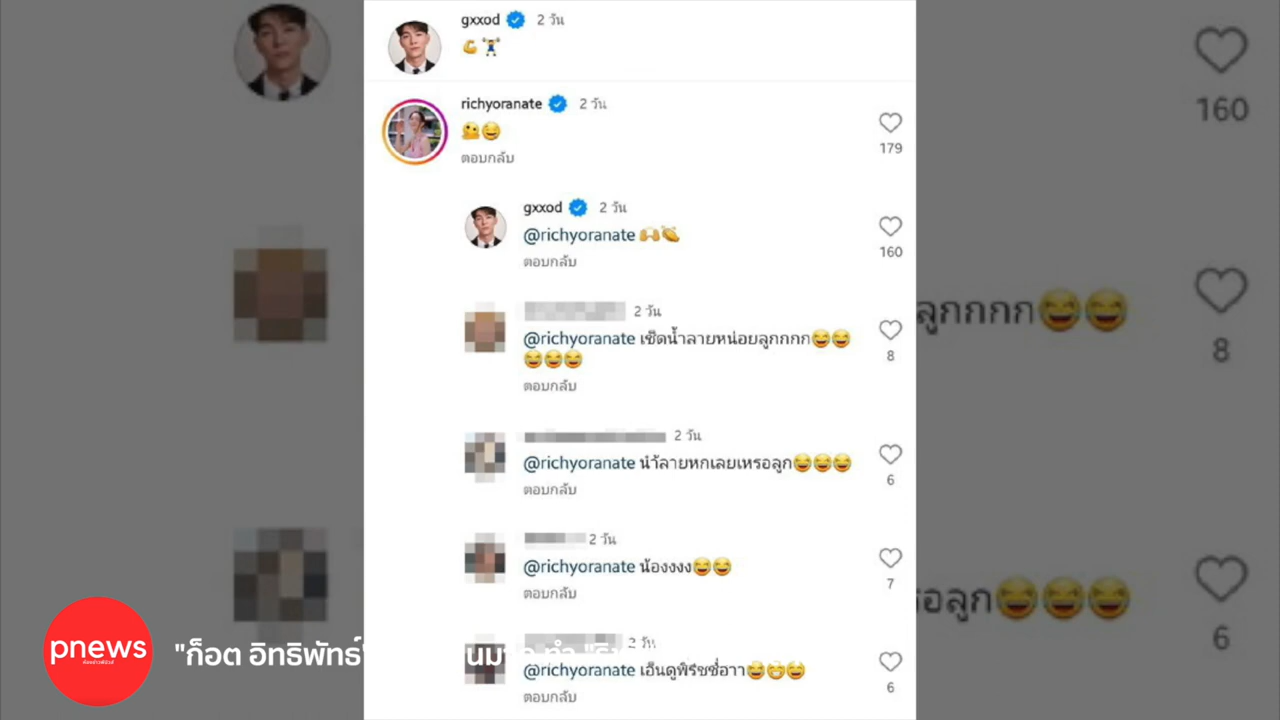 gxxod 2 วัน
💪🏋️
richyoranate 2 วัน
🫠😂
179
ตอบกลับ
gxxod 2 วัน
@richyoranate 🙌👏
160
ตอบกลับ
2 วัน
@richyoranate เช็ดน้ำลายหน่อยลูกกกก😂😂
😂😂😂
8
ตอบกลับ
2 วัน
@richyoranate นำ้ลายหกเลยเหรอลูก😂😂😂
6
ตอบกลับ
2 วัน
@richyoranate น้องงงง😂😂
7
ตอบกลับ
2 วัน
@richyoranate เอ็นดูพิรีชซี่อาา😂😁😅
6
ตอบกลับ
160
ลูกกกก😂😂
8
รอลูก😂😂😂
6
pnews
"ก็อต อิทธิพัทธ์"